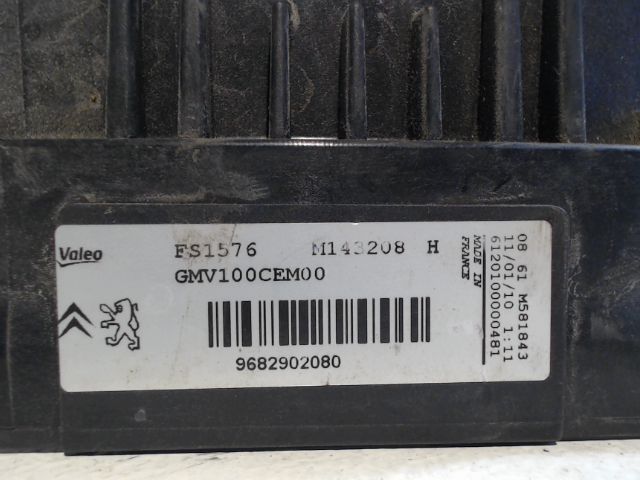 Valeo
FS1576 M143208 H
GMV100CEM00
9682902080
MADE IN
FRANCE
08 61 M581843
11/01/10 1:11
61201000000481